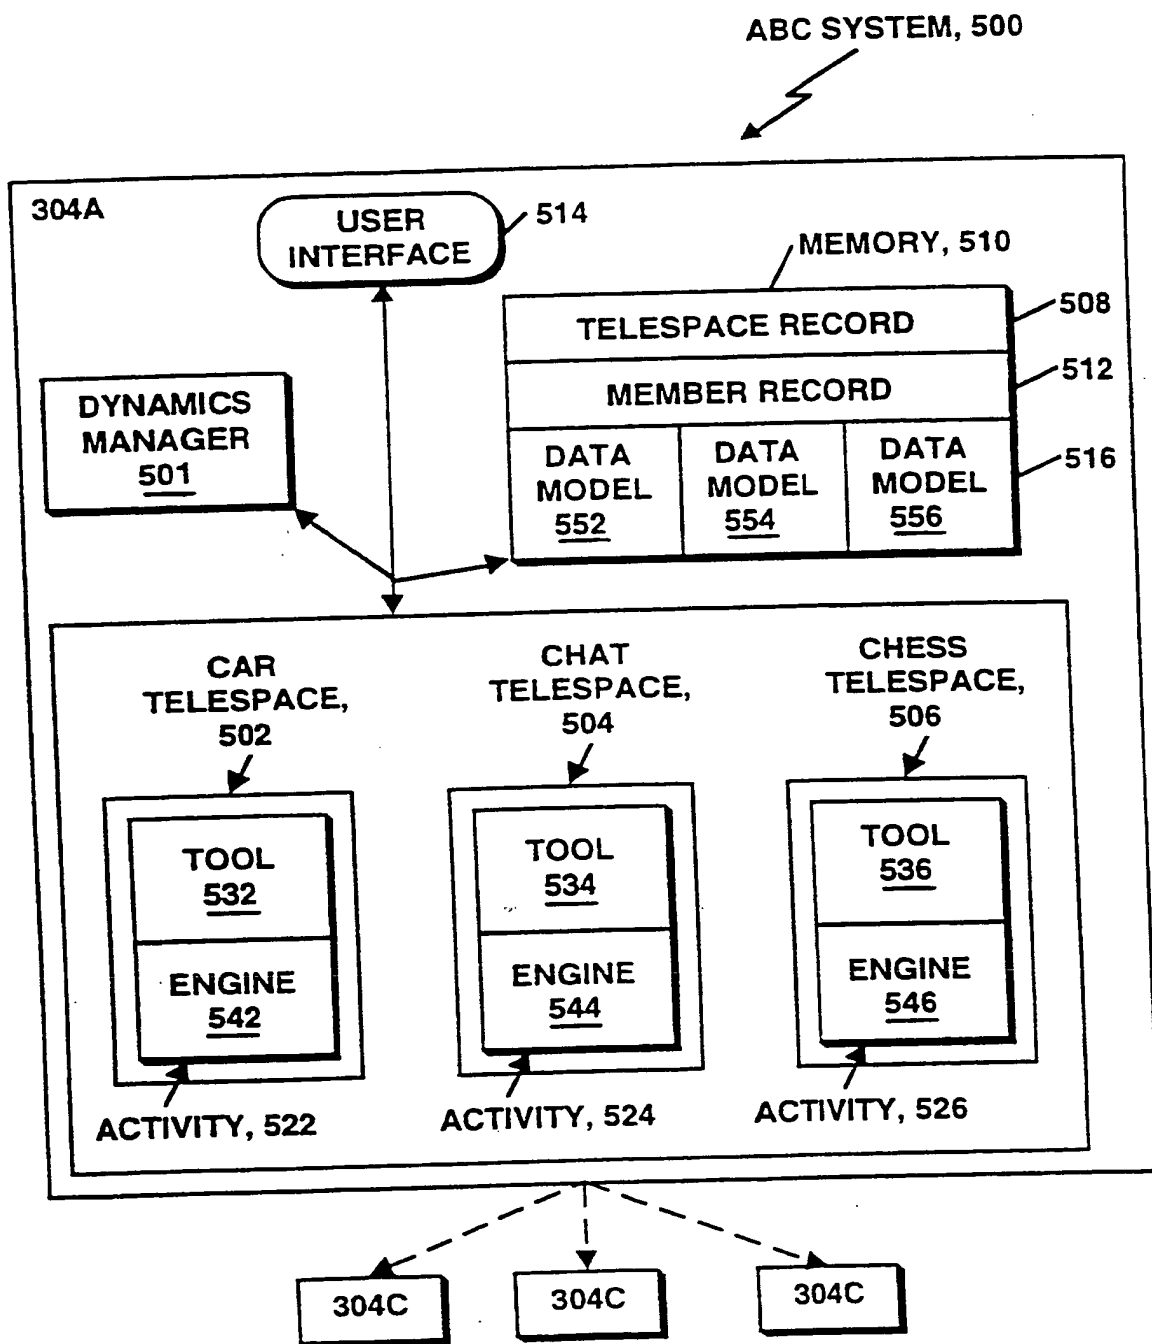 ABC SYSTEM, 500
304A
USER
INTERFACE
514
MEMORY, 510
TELESPACE RECORD
508
MEMBER RECORD
512
DYNAMICS
MANAGER
501
DATA
MODEL
552
DATA
MODEL
554
DATA
MODEL
556
516
CAR
TELESPACE,
502
CHAT
TELESPACE,
504
CHESS
TELESPACE,
506
TOOL
532
ENGINE
542
TOOL
534
ENGINE
544
TOOL
536
ENGINE
546
ACTIVITY, 522
ACTIVITY, 524
ACTIVITY, 526
304C
304C
304C